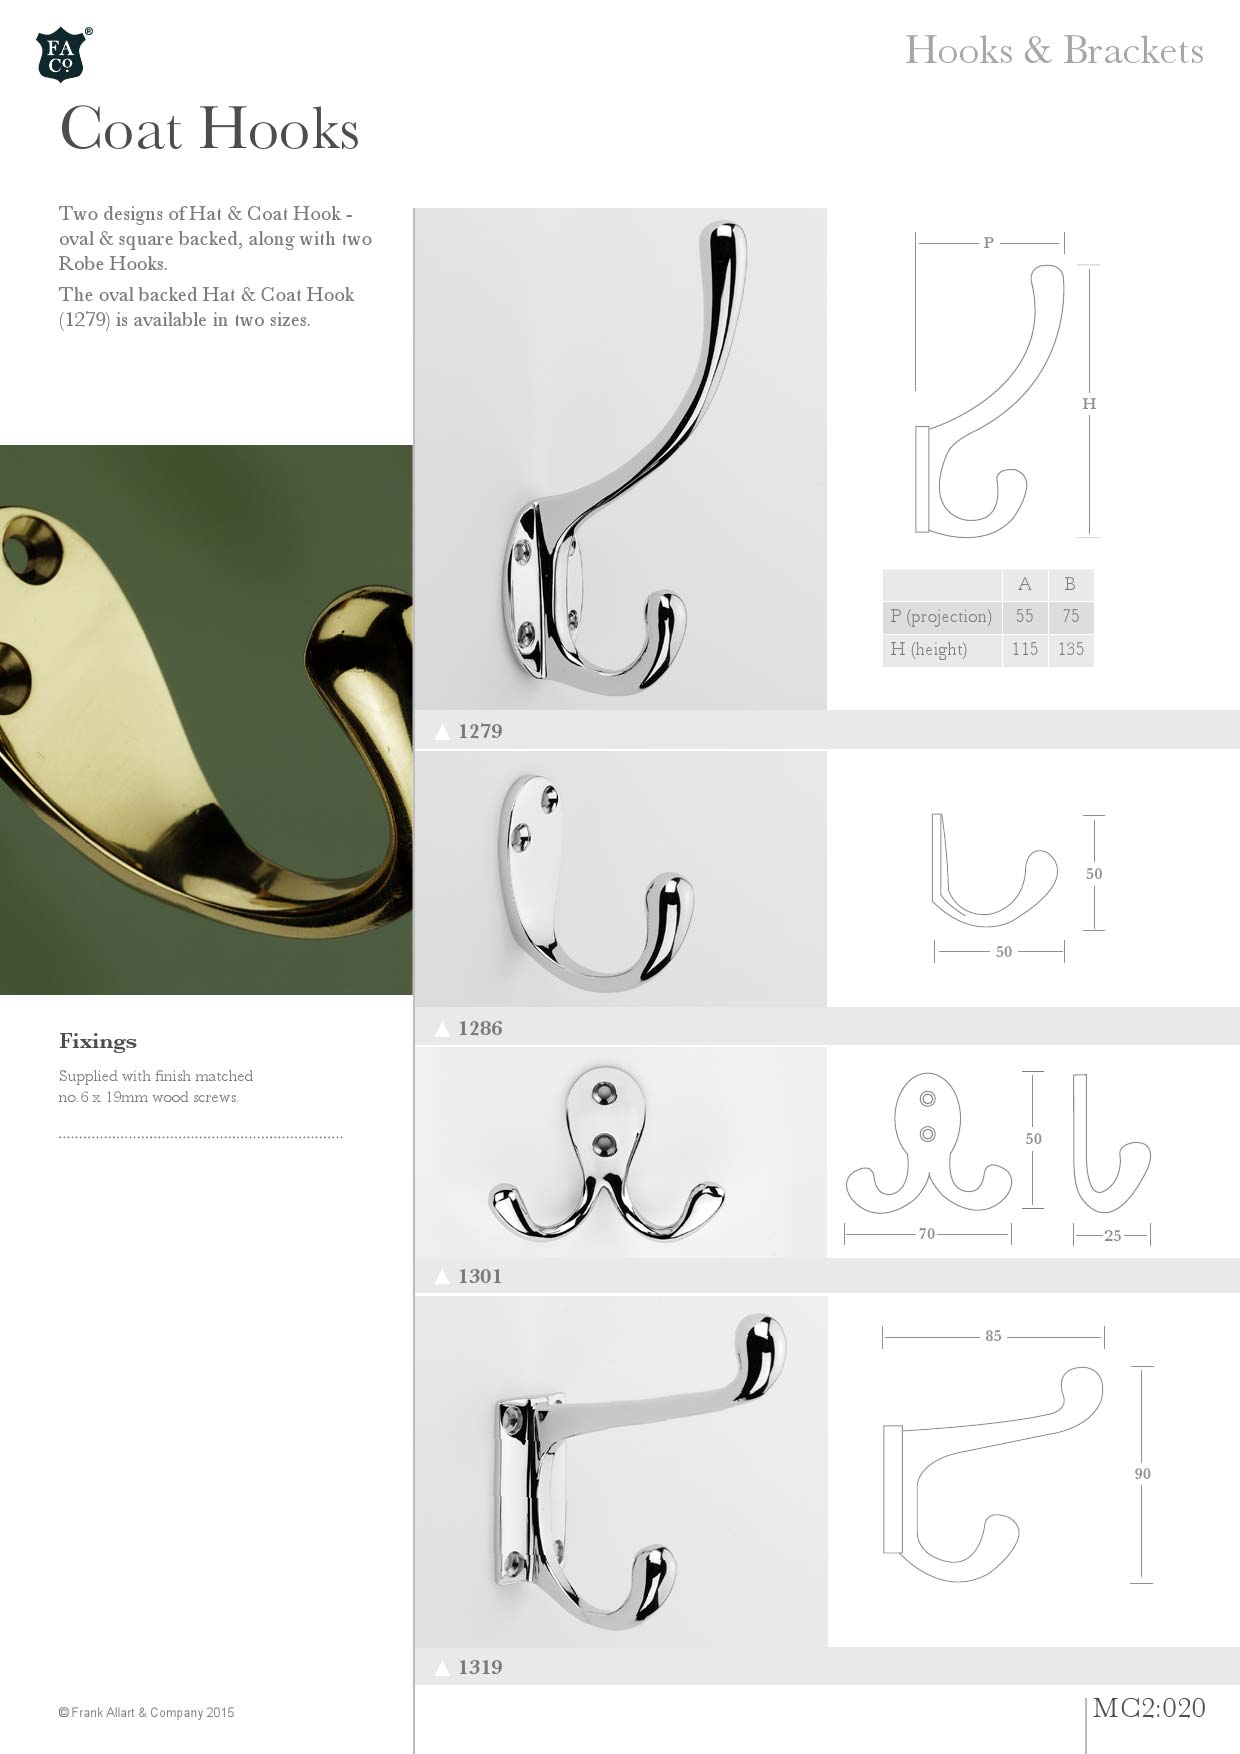 FA
Co.
®
Hooks & Brackets
Coat Hooks
Two designs of Hat & Coat Hook -
oval & square backed, along with two
Robe Hooks.
The oval backed Hat & Coat Hook
(1279) is available in two sizes.
P
H
A B
P (projection) 55 75
H (height) 115 135
1279
50
50
1286
Fixings
Supplied with finish matched
no.6 x 19mm wood screws.
50
70
25
1301
85
90
1319
© Frank Allart & Company 2015
MC2:020